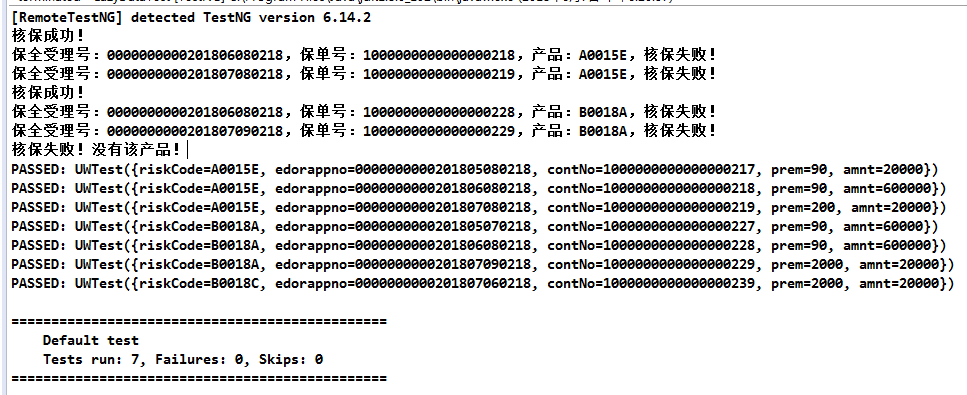 [RemoteTestNG] detected TestNG version 6.14.2
核保成功!
保全受理号：0000000000201806080218，保单号：1000000000000000218，产品：A0015E，核保失败!
保全受理号：0000000000201807080218，保单号：1000000000000000219，产品：A0015E，核保失败!
核保成功!
保全受理号：0000000000201806080218，保单号：1000000000000000228，产品：B0018A，核保失败!
保全受理号：0000000000201807090218，保单号：1000000000000000229，产品：B0018A，核保失败!
核保失败！没有该产品!
PASSED: UWTest({riskCode=A0015E, edorappno=0000000000201805080218, contNo=1000000000000000217, prem=90, amnt=20000})
PASSED: UWTest({riskCode=A0015E, edorappno=0000000000201806080218, contNo=1000000000000000218, prem=90, amnt=600000})
PASSED: UWTest({riskCode=A0015E, edorappno=0000000000201807080218, contNo=1000000000000000219, prem=200, amnt=20000})
PASSED: UWTest({riskCode=B0018A, edorappno=0000000000201805070218, contNo=1000000000000000227, prem=90, amnt=60000})
PASSED: UWTest({riskCode=B0018A, edorappno=0000000000201806080218, contNo=1000000000000000228, prem=90, amnt=600000})
PASSED: UWTest({riskCode=B0018A, edorappno=0000000000201807090218, contNo=1000000000000000229, prem=2000, amnt=20000})
PASSED: UWTest({riskCode=B0018C, edorappno=0000000000201807060218, contNo=1000000000000000239, prem=2000, amnt=20000})
===============================================
Default test
Tests run: 7, Failures: 0, Skips: 0
===============================================